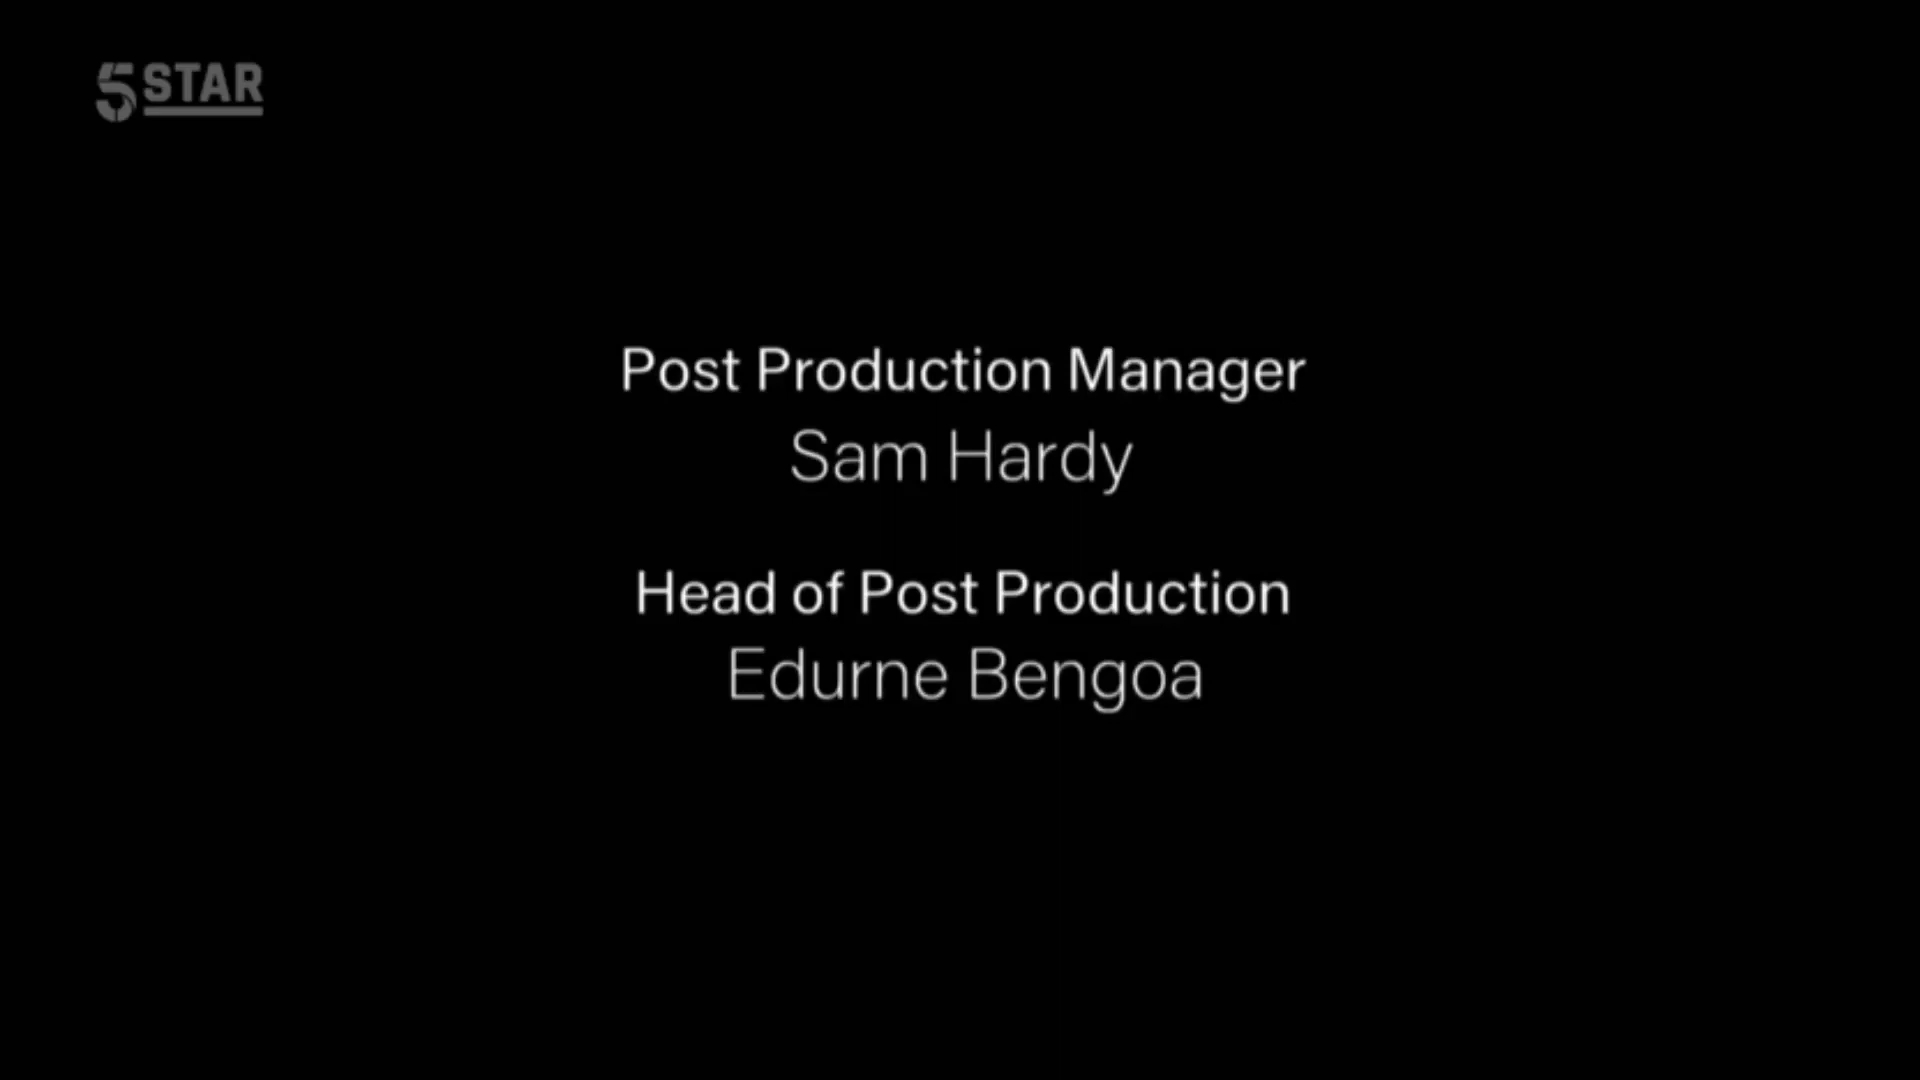 5STAR
Post Production Manager
Sam Hardy
Head of Post Production
Edurne Bengoa